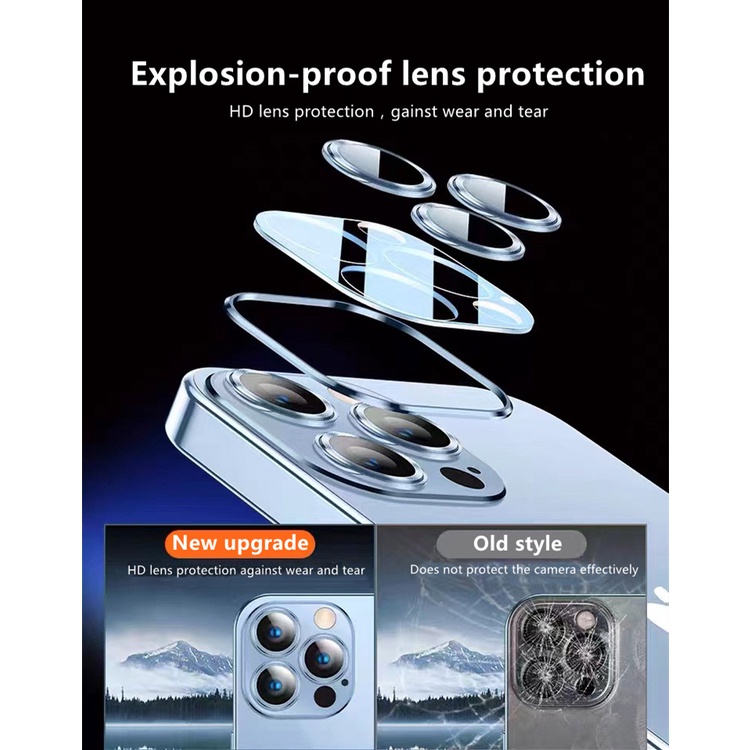 Explosion-proof lens protection
HD lens protection , gainst wear and tear
New upgrade
HD lens protection against wear and tear
Old style
Does not protect the camera effectively